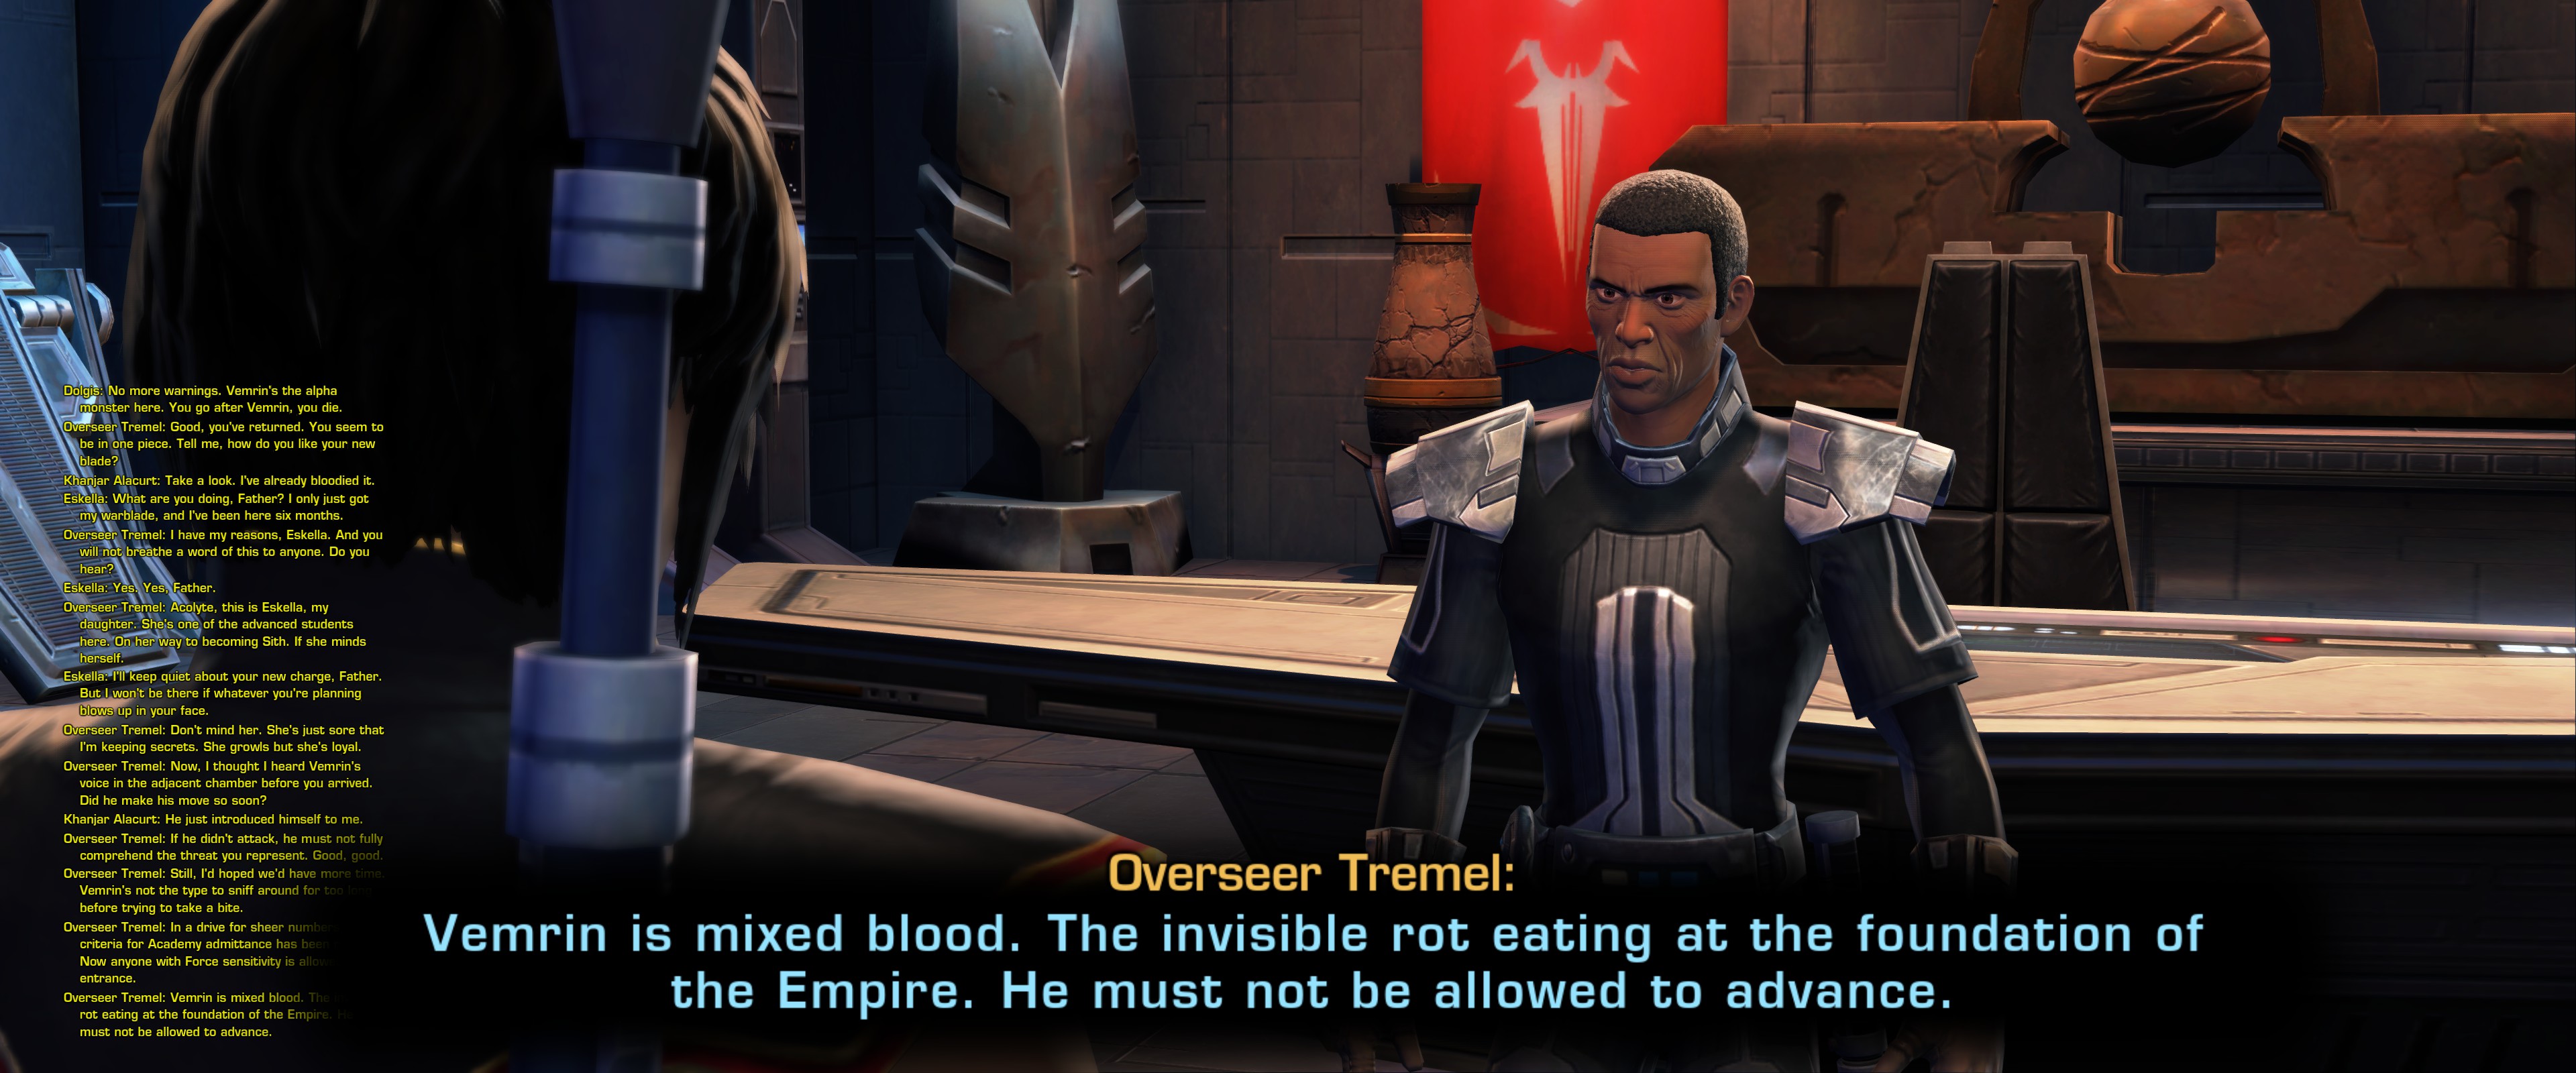 Dolgis: No more warnings. Vemrin's the alpha
monster here. You go after Vemrin, you die.
Overseer Tremel: Good, you've returned. You seem to
be in one piece. Tell me, how do you like your new
blade?
Khanjar Alacurt: Take a look. I've already bloodied it.
Eskella: What are you doing, Father? I only just got
my warblade, and I've been here six months.
Overseer Tremel: I have my reasons, Eskella. And you
will not breathe a word of this to anyone. Do you
hear?
Eskella: Yes. Yes, Father.
Overseer Tremel: Acolyte, this is Eskella, my
daughter. She's one of the advanced students
here. On her way to becoming Sith. If she minds
herself.
Eskella: I'll keep quiet about your new charge, Father.
But I won't be there if whatever you're planning
blows up in your face.
Overseer Tremel: Don't mind her. She's just sore that
I'm keeping secrets. She growls but she's loyal.
Overseer Tremel: Now, I thought I heard Vemrin's
voice in the adjacent chamber before you arrived.
Did he make his move so soon?
Khanjar Alacurt: He just introduced himself to me.
Overseer Tremel: If he didn't attack, he must not fully
comprehend the threat you represent. Good, good.
Overseer Tremel: Still, I'd hoped we'd have more time.
Vemrin's not the type to sniff around for too long
before trying to take a bite.
Overseer Tremel: In a drive for sheer
criteria for Academy admittance has been
Now anyone with Force sensitivity is
entrance.
Overseer Tremel: Vemrin is mixed blood. The
rot eating at the foundation of the Empire. He
must not be allowed to advance.
Overseer Tremel:
Vemrin is mixed blood. The invisible rot eating at the foundation of
the Empire. He must not be allowed to advance.